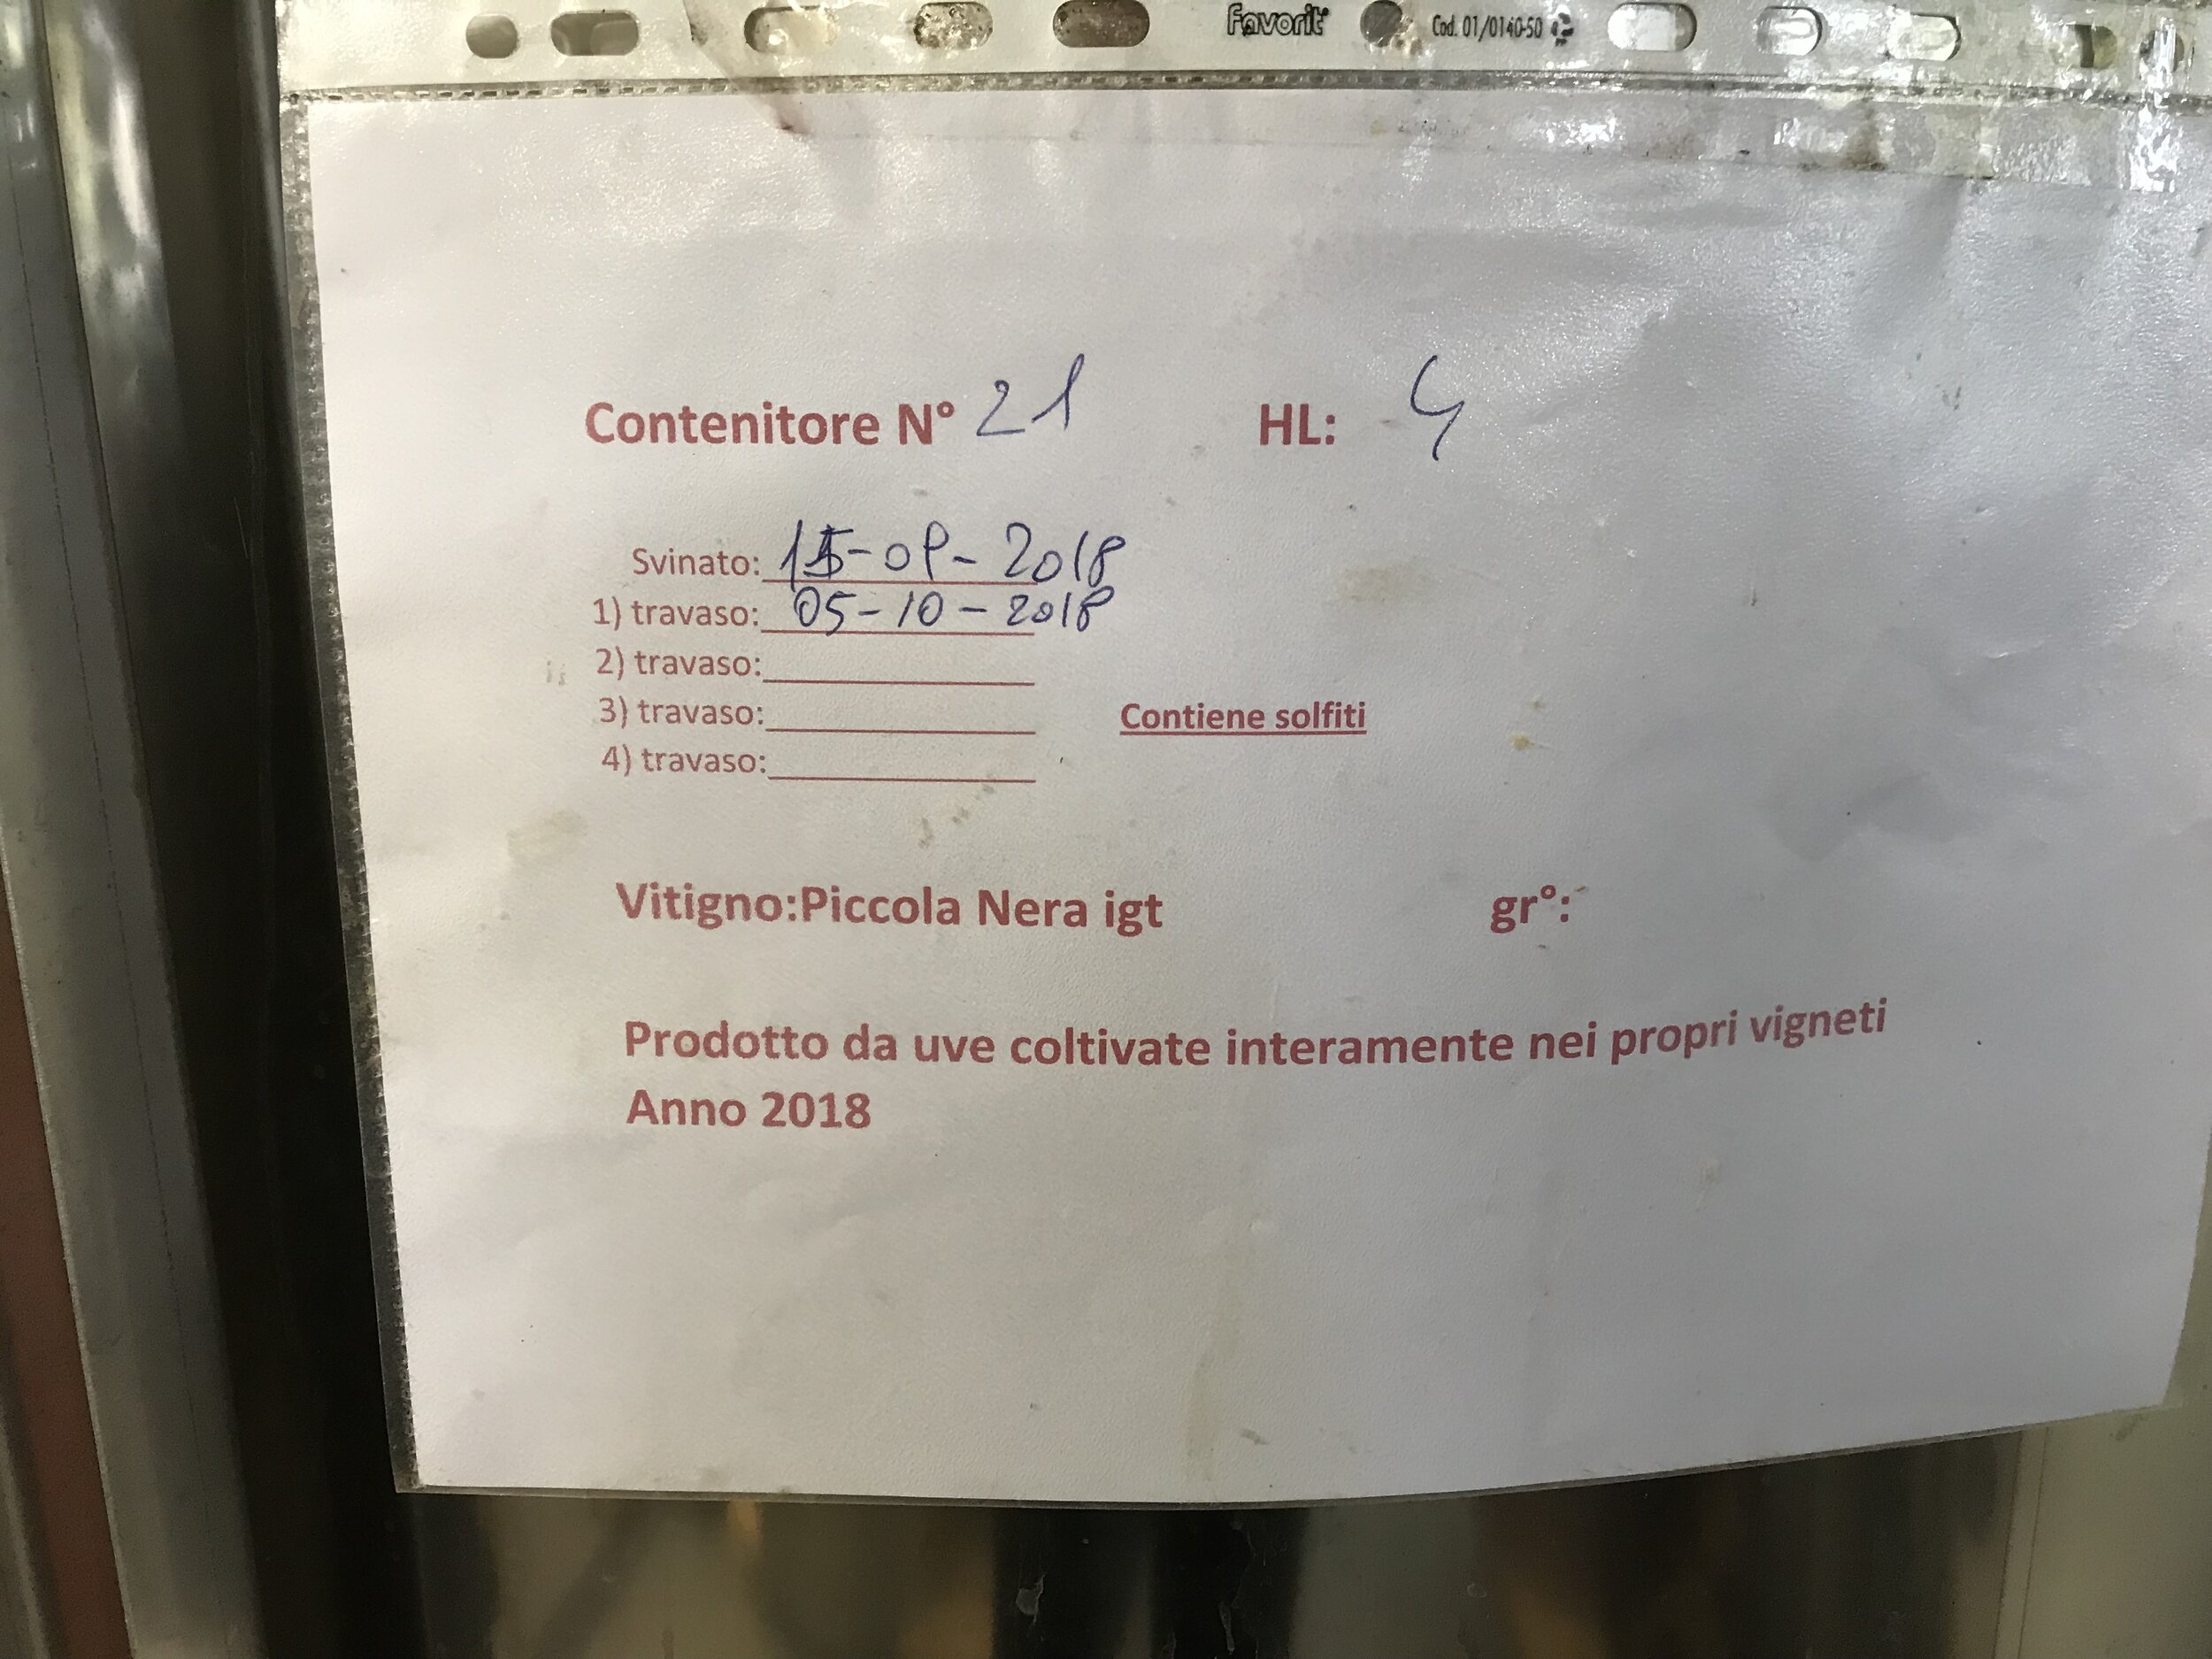 Favorit Cod. 01/0140-50
Contenitore N° 21 HL: 4
Svinato: 15-09-2018
1) travaso: 05-10-2018
2) travaso:
3) travaso:
Contiene solfiti
4) travaso:
Vitigno:Piccola Nera igt gr°:
Prodotto da uve coltivate interamente nei propri vigneti
Anno 2018